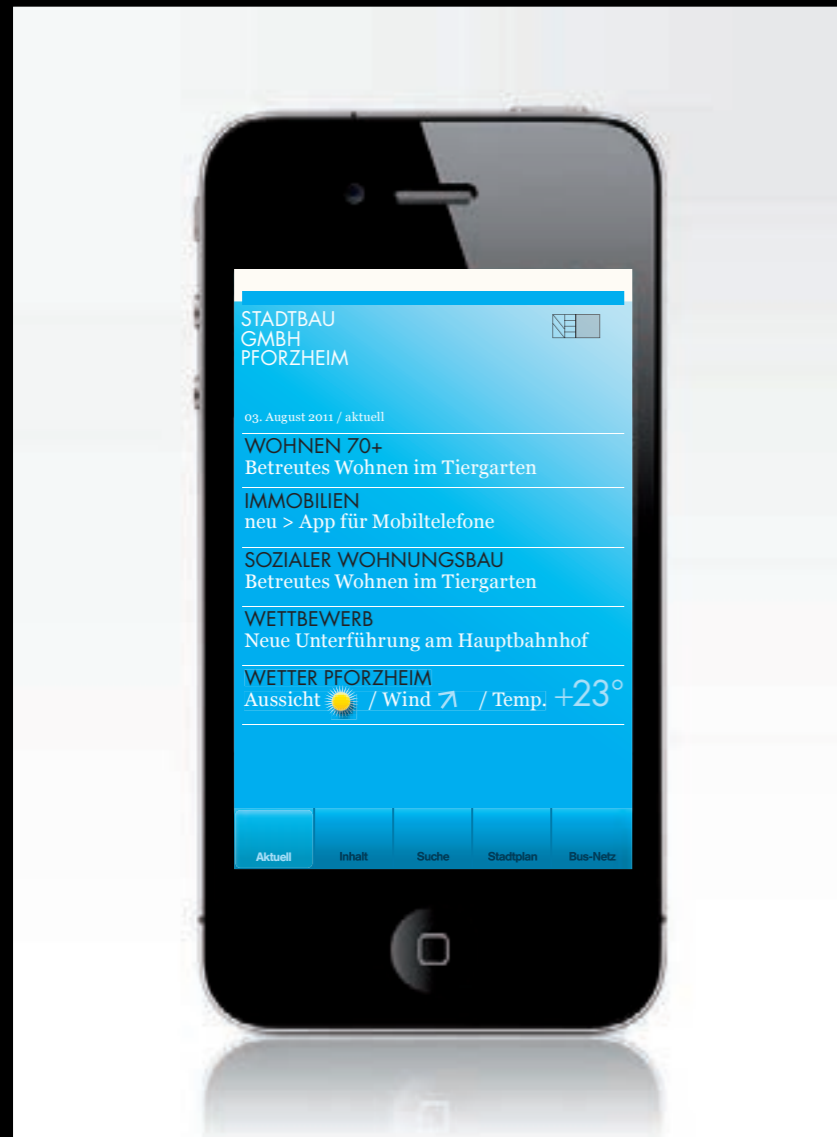 STADTBAU
GMBH
PFORZHEIM
03. August 2011 / aktuell
WOHNEN 70+
Betreutes Wohnen im Tiergarten
IMMOBILIEN
neu > App für Mobiltelefone
SOZIALER WOHNUNGSBAU
Betreutes Wohnen im Tiergarten
WETTBEWERB
Neue Unterführung am Hauptbahnhof
WETTER PFORZHEIM
Aussicht / Wind / Temp. +23°
Aktuell Inhalt Suche Stadtplan Bus-Netz